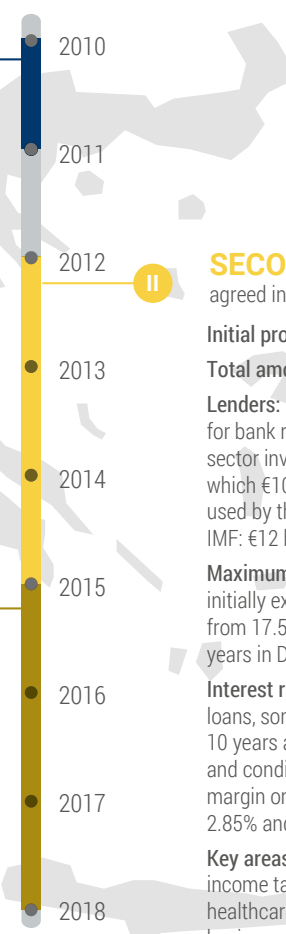 2010
2011
2012
II
2013
2014
2015
2016
2017
2018
SECO
agreed in
Initial pro
Total amo
Lenders:
for bank r
sector inv
which €10
used by th
IMF: €12
Maximum
initially ex
from 17.5
years in D
Interest r
loans, son
10 years a
and condi
margin on
2.85% and
Key areas
income ta
healthcar